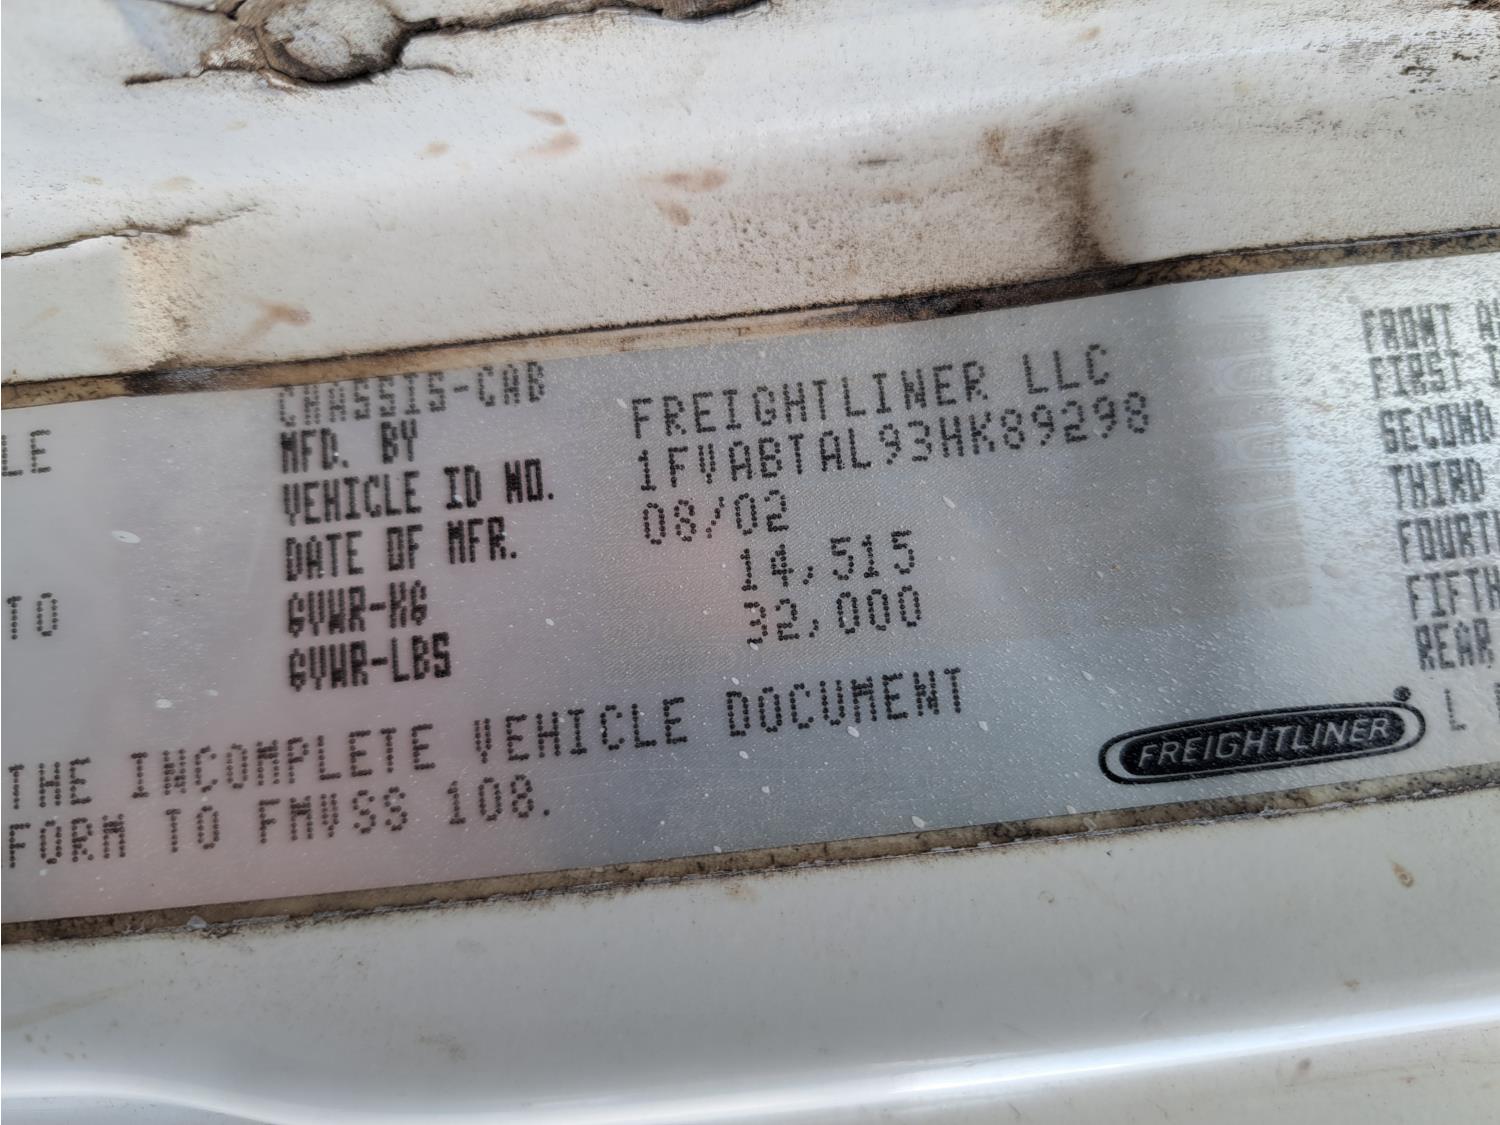 CHASSIS-CAB
MFD. BY FREIGHTLINER LLC
LE VEHICLE ID NO. 1FVABTAL93HK89298
DATE OF MFR. 08/02
GVWR-KG 14,515
TO GVWR-LBS 32,000
THE INCOMPLETE VEHICLE DOCUMENT
FORM TO FMVSS 108.
FREIGHTLINER
FRONT
FIRST
SECOND
THIRD
FOURTH
FIFTH
REAR
L